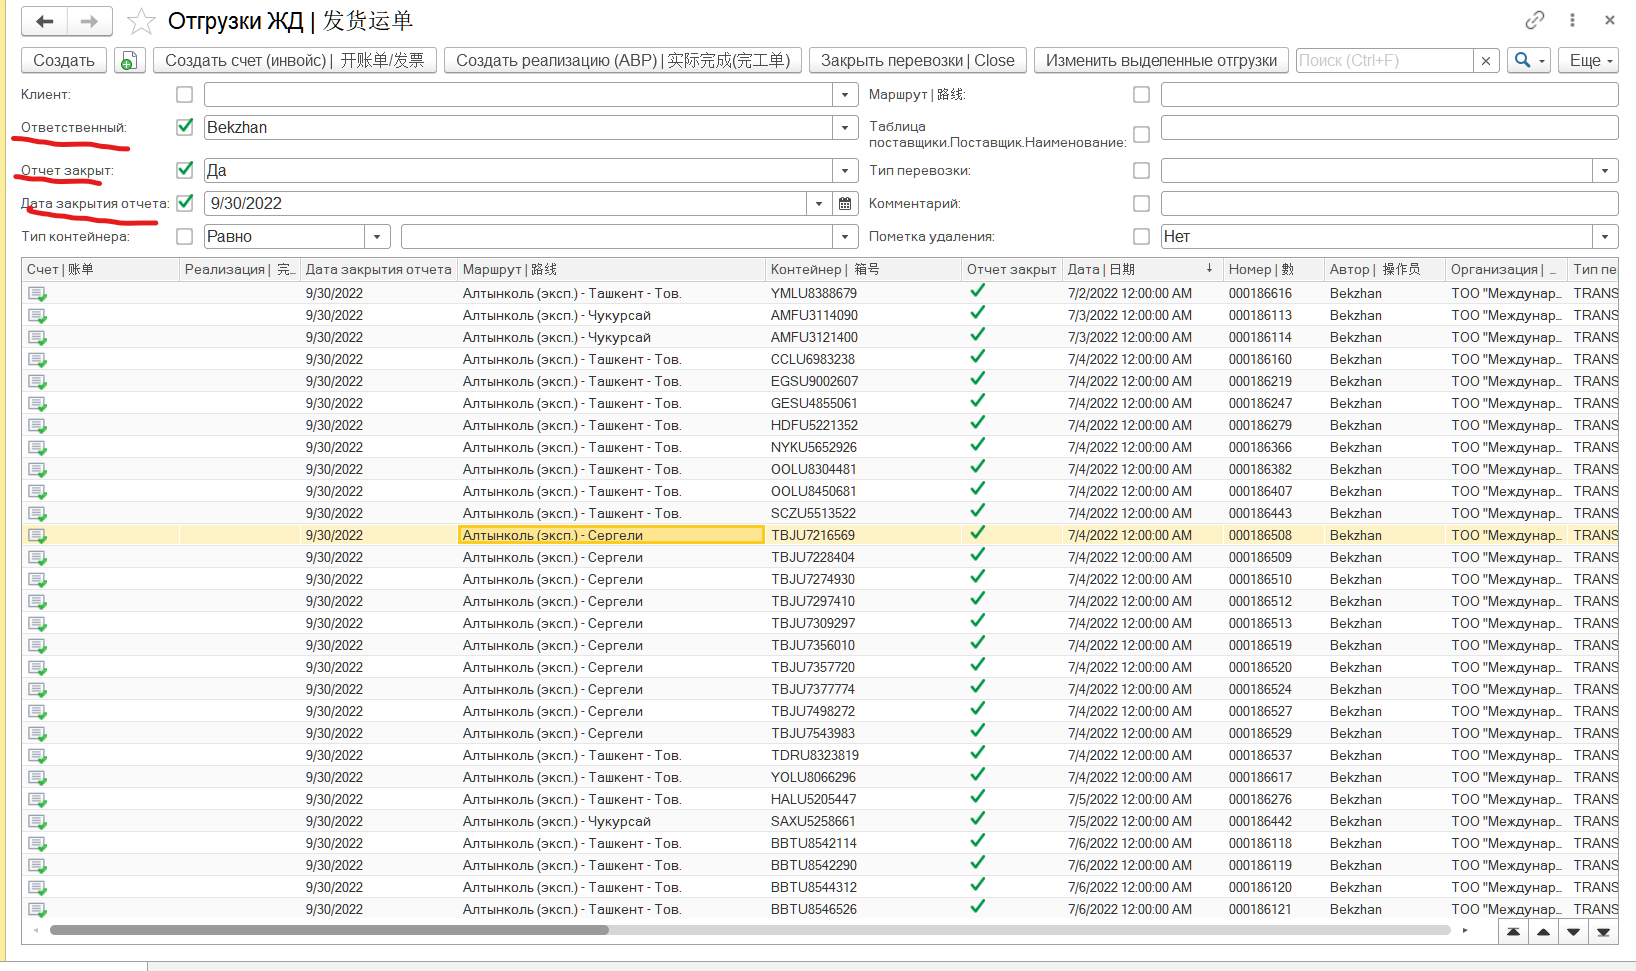 Отгрузки ЖД | 发货运单
Создать Создать счет (инвойс) | 开账单/发票 Создать реализацию (АВР) | 实际完成(完工单) Закрыть перевозки | Close Изменить выделенные отгрузки Поиск (Ctrl+F) × Еще
Клиент: Маршрут | 路线:
Ответственный: Bekzhan Таблица поставщики.Поставщик.Наименование:
Отчет закрыт: Да Тип перевозки:
Дата закрытия отчета: 9/30/2022 Комментарий:
Тип контейнера: Равно Пометка удаления: Нет
Счет | 账单 Реализация | 完... Дата закрытия отчета Маршрут | 路线 Контейнер | 箱号 Отчет закрыт Дата | 日期 ↓ Номер | 數 Автор | 操作员 Организация | ... Тип пе
9/30/2022 Алтынколь (эксп.) - Ташкент - Тов. YMLU8388679 7/2/2022 12:00:00 AM 000186616 Bekzhan ТОО "Междунар... TRANS
9/30/2022 Алтынколь (эксп.) - Чукурсай AMFU3114090 7/3/2022 12:00:00 AM 000186113 Bekzhan ТОО "Междунар... TRANS
9/30/2022 Алтынколь (эксп.) - Чукурсай AMFU3121400 7/3/2022 12:00:00 AM 000186114 Bekzhan ТОО "Междунар... TRANS
9/30/2022 Алтынколь (эксп.) - Ташкент - Тов. CCLU6983238 7/4/2022 12:00:00 AM 000186160 Bekzhan ТОО "Междунар... TRANS
9/30/2022 Алтынколь (эксп.) - Ташкент - Тов. EGSU9002607 7/4/2022 12:00:00 AM 000186219 Bekzhan ТОО "Междунар... TRANS
9/30/2022 Алтынколь (эксп.) - Ташкент - Тов. GESU4855061 7/4/2022 12:00:00 AM 000186247 Bekzhan ТОО "Междунар... TRANS
9/30/2022 Алтынколь (эксп.) - Ташкент - Тов. HDFU5221352 7/4/2022 12:00:00 AM 000186279 Bekzhan ТОО "Междунар... TRANS
9/30/2022 Алтынколь (эксп.) - Ташкент - Тов. NYKU5652926 7/4/2022 12:00:00 AM 000186366 Bekzhan ТОО "Междунар... TRANS
9/30/2022 Алтынколь (эксп.) - Ташкент - Тов. OOLU8304481 7/4/2022 12:00:00 AM 000186382 Bekzhan ТОО "Междунар... TRANS
9/30/2022 Алтынколь (эксп.) - Ташкент - Тов. OOLU8450681 7/4/2022 12:00:00 AM 000186407 Bekzhan ТОО "Междунар... TRANS
9/30/2022 Алтынколь (эксп.) - Ташкент - Тов. SCZU5513522 7/4/2022 12:00:00 AM 000186443 Bekzhan ТОО "Междунар... TRANS
9/30/2022 Алтынколь (эксп.) - Сергели TBJU7216569 7/4/2022 12:00:00 AM 000186508 Bekzhan ТОО "Междунар... TRANS
9/30/2022 Алтынколь (эксп.) - Сергели TBJU7228404 7/4/2022 12:00:00 AM 000186509 Bekzhan ТОО "Междунар... TRANS
9/30/2022 Алтынколь (эксп.) - Сергели TBJU7274930 7/4/2022 12:00:00 AM 000186510 Bekzhan ТОО "Междунар... TRANS
9/30/2022 Алтынколь (эксп.) - Сергели TBJU7297410 7/4/2022 12:00:00 AM 000186512 Bekzhan ТОО "Междунар... TRANS
9/30/2022 Алтынколь (эксп.) - Сергели TBJU7309297 7/4/2022 12:00:00 AM 000186513 Bekzhan ТОО "Междунар... TRANS
9/30/2022 Алтынколь (эксп.) - Сергели TBJU7356010 7/4/2022 12:00:00 AM 000186519 Bekzhan ТОО "Междунар... TRANS
9/30/2022 Алтынколь (эксп.) - Сергели TBJU7357720 7/4/2022 12:00:00 AM 000186520 Bekzhan ТОО "Междунар... TRANS
9/30/2022 Алтынколь (эксп.) - Сергели TBJU7377774 7/4/2022 12:00:00 AM 000186524 Bekzhan ТОО "Междунар... TRANS
9/30/2022 Алтынколь (эксп.) - Сергели TBJU7498272 7/4/2022 12:00:00 AM 000186527 Bekzhan ТОО "Междунар... TRANS
9/30/2022 Алтынколь (эксп.) - Сергели TBJU7543983 7/4/2022 12:00:00 AM 000186529 Bekzhan ТОО "Междунар... TRANS
9/30/2022 Алтынколь (эксп.) - Ташкент - Тов. TDRU8323819 7/4/2022 12:00:00 AM 000186537 Bekzhan ТОО "Междунар... TRANS
9/30/2022 Алтынколь (эксп.) - Ташкент - Тов. YOLU8066296 7/4/2022 12:00:00 AM 000186617 Bekzhan ТОО "Междунар... TRANS
9/30/2022 Алтынколь (эксп.) - Ташкент - Тов. HALU5205447 7/5/2022 12:00:00 AM 000186276 Bekzhan ТОО "Междунар... TRANS
9/30/2022 Алтынколь (эксп.) - Чукурсай SAXU5258661 7/5/2022 12:00:00 AM 000186442 Bekzhan ТОО "Междунар... TRANS
9/30/2022 Алтынколь (эксп.) - Ташкент - Тов. BBTU8542114 7/6/2022 12:00:00 AM 000186118 Bekzhan ТОО "Междунар... TRANS
9/30/2022 Алтынколь (эксп.) - Ташкент - Тов. BBTU8542290 7/6/2022 12:00:00 AM 000186119 Bekzhan ТОО "Междунар... TRANS
9/30/2022 Алтынколь (эксп.) - Ташкент - Тов. BBTU8544312 7/6/2022 12:00:00 AM 000186120 Bekzhan ТОО "Междунар... TRANS
9/30/2022 Алтынколь (эксп.) - Ташкент - Тов. BBTU8546526 7/6/2022 12:00:00 AM 000186121 Bekzhan ТОО "Междунар... TRANS